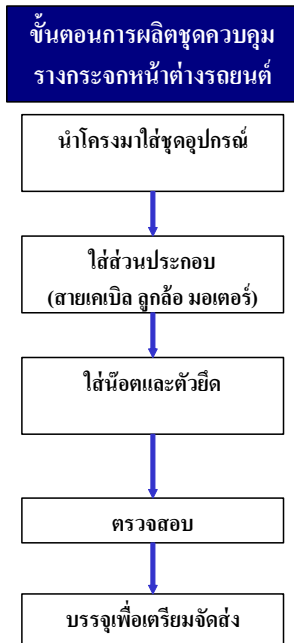 ขั้นตอนการผลิตชุดควบคุม
รางกระจกหน้าต่างรถยนต์
นำโครงมาใส่ชุดอุปกรณ์
ใส่ส่วนประกอบ
(สายเคเบิล ลูกล้อ มอเตอร์)
ใส่น๊อตและตัวยึด
ตรวจสอบ
บรรจุเพื่อเตรียมจัดส่ง